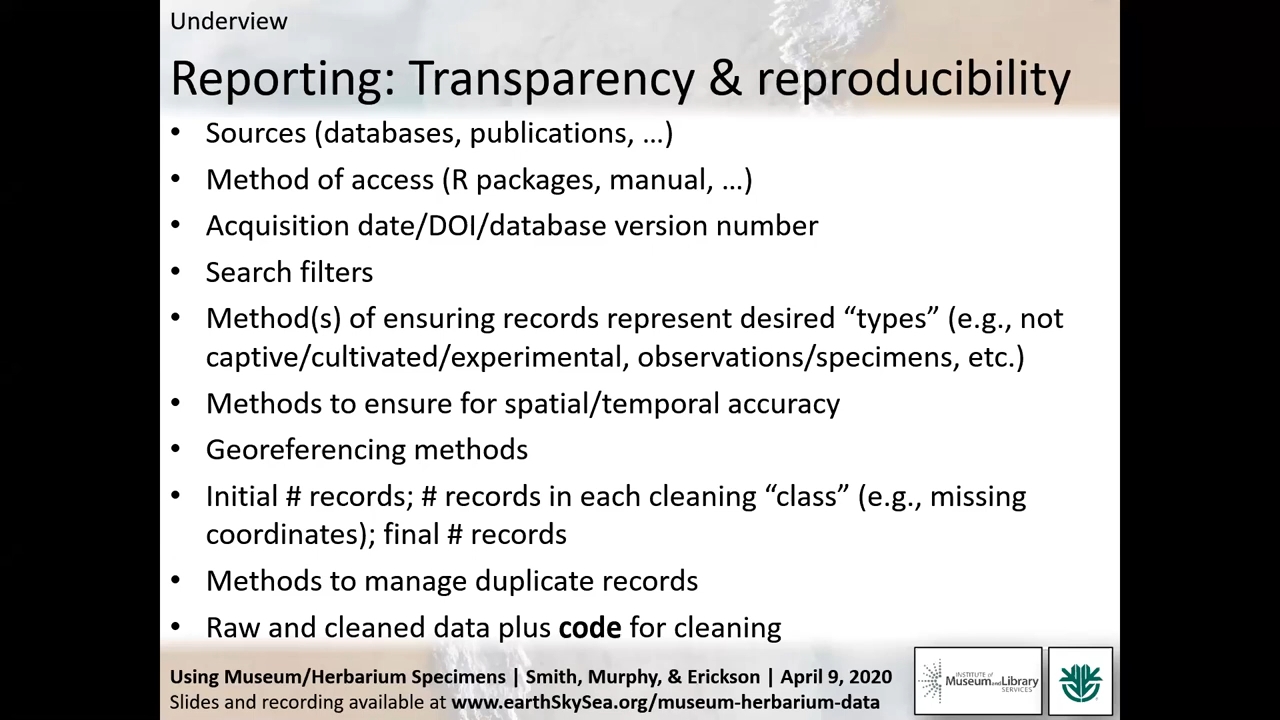 Underview
Reporting: Transparency & reproducibility
• Sources (databases, publications, …)
• Method of access (R packages, manual, …)
• Acquisition date/DOI/database version number
• Search filters
• Method(s) of ensuring records represent desired “types” (e.g., not
captive/cultivated/experimental, observations/specimens, etc.)
• Methods to ensure for spatial/temporal accuracy
• Georeferencing methods
• Initial # records; # records in each cleaning “class” (e.g., missing
coordinates); final # records
• Methods to manage duplicate records
• Raw and cleaned data plus code for cleaning
Using Museum/Herbarium Specimens | Smith, Murphy, & Erickson | April 9, 2020
Slides and recording available at www.earthSkySea.org/museum-herbarium-data
INSTITUTE of
Museum and Library
SERVICES